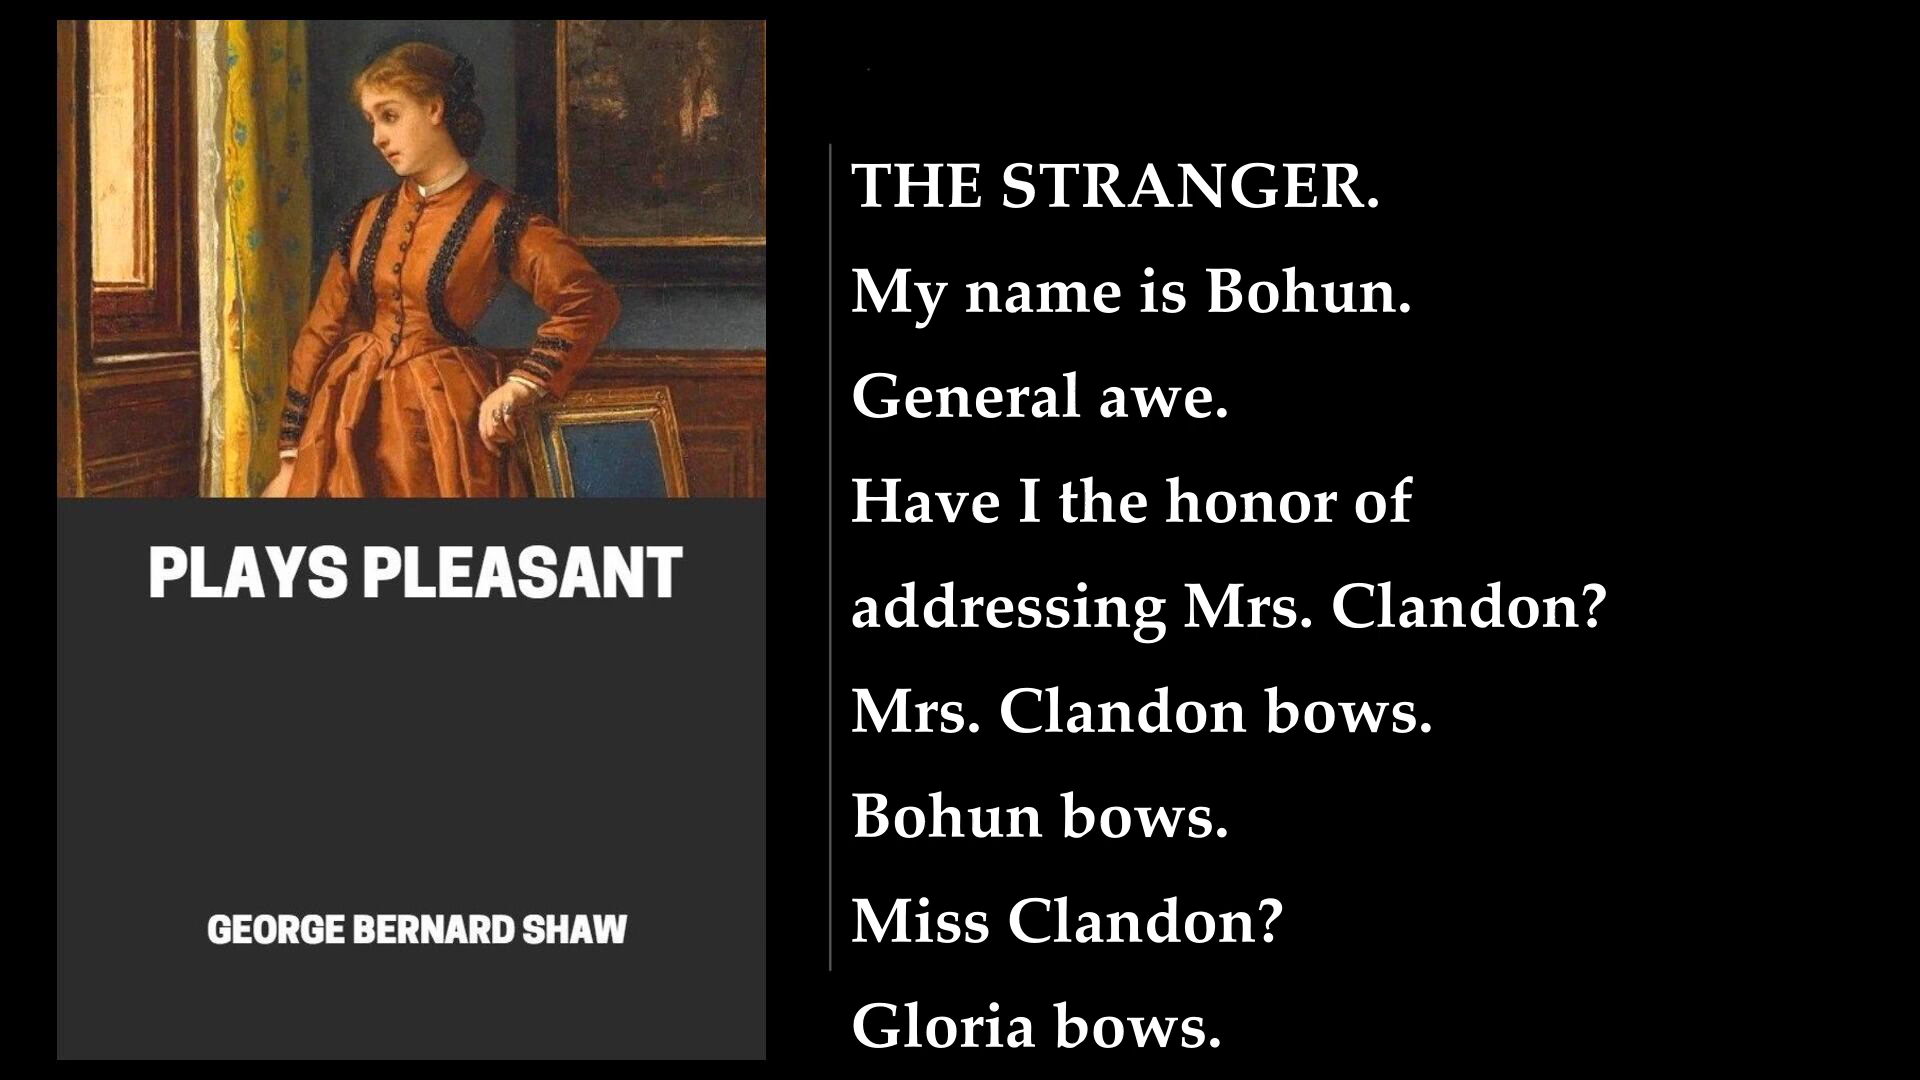 PLAYS PLEASANT
GEORGE BERNARD SHAW
THE STRANGER.
My name is Bohun.
General awe.
Have I the honor of
addressing Mrs. Clandon?
Mrs. Clandon bows.
Bohun bows.
Miss Clandon?
Gloria bows.